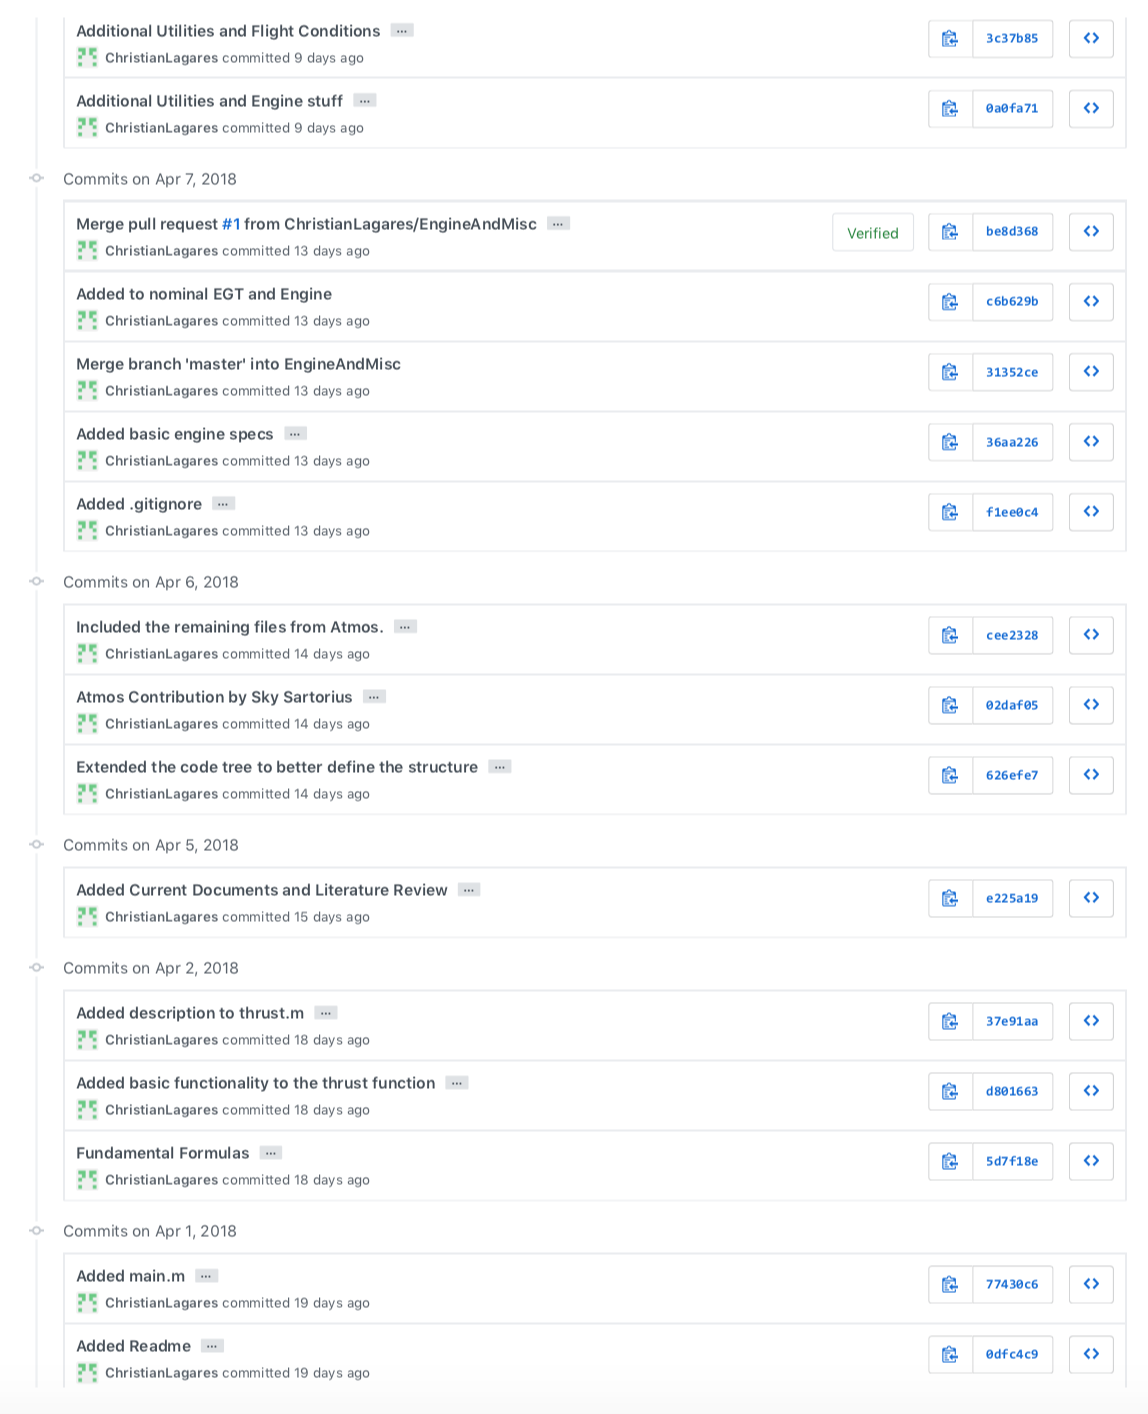 Additional Utilities and Flight Conditions ...
3c37b85
ChristianLagares committed 9 days ago
Additional Utilities and Engine stuff ...
0a0fa71
ChristianLagares committed 9 days ago
Commits on Apr 7, 2018
Merge pull request #1 from ChristianLagares/EngineAndMisc ...
Verified be8d368
ChristianLagares committed 13 days ago
Added to nominal EGT and Engine
c6b629b
ChristianLagares committed 13 days ago
Merge branch 'master' into EngineAndMisc
31352ce
ChristianLagares committed 13 days ago
Added basic engine specs ...
36aa226
ChristianLagares committed 13 days ago
Added .gitignore ...
f1ee0c4
ChristianLagares committed 13 days ago
Commits on Apr 6, 2018
Included the remaining files from Atmos. ...
cee2328
ChristianLagares committed 14 days ago
Atmos Contribution by Sky Sartorius ...
02daf05
ChristianLagares committed 14 days ago
Extended the code tree to better define the structure ...
626efe7
ChristianLagares committed 14 days ago
Commits on Apr 5, 2018
Added Current Documents and Literature Review ...
e225a19
ChristianLagares committed 15 days ago
Commits on Apr 2, 2018
Added description to thrust.m ...
37e91aa
ChristianLagares committed 18 days ago
Added basic functionality to the thrust function ...
d801663
ChristianLagares committed 18 days ago
Fundamental Formulas ...
5d7f18e
ChristianLagares committed 18 days ago
Commits on Apr 1, 2018
Added main.m ...
77430c6
ChristianLagares committed 19 days ago
Added Readme ...
0dfc4c9
ChristianLagares committed 19 days ago